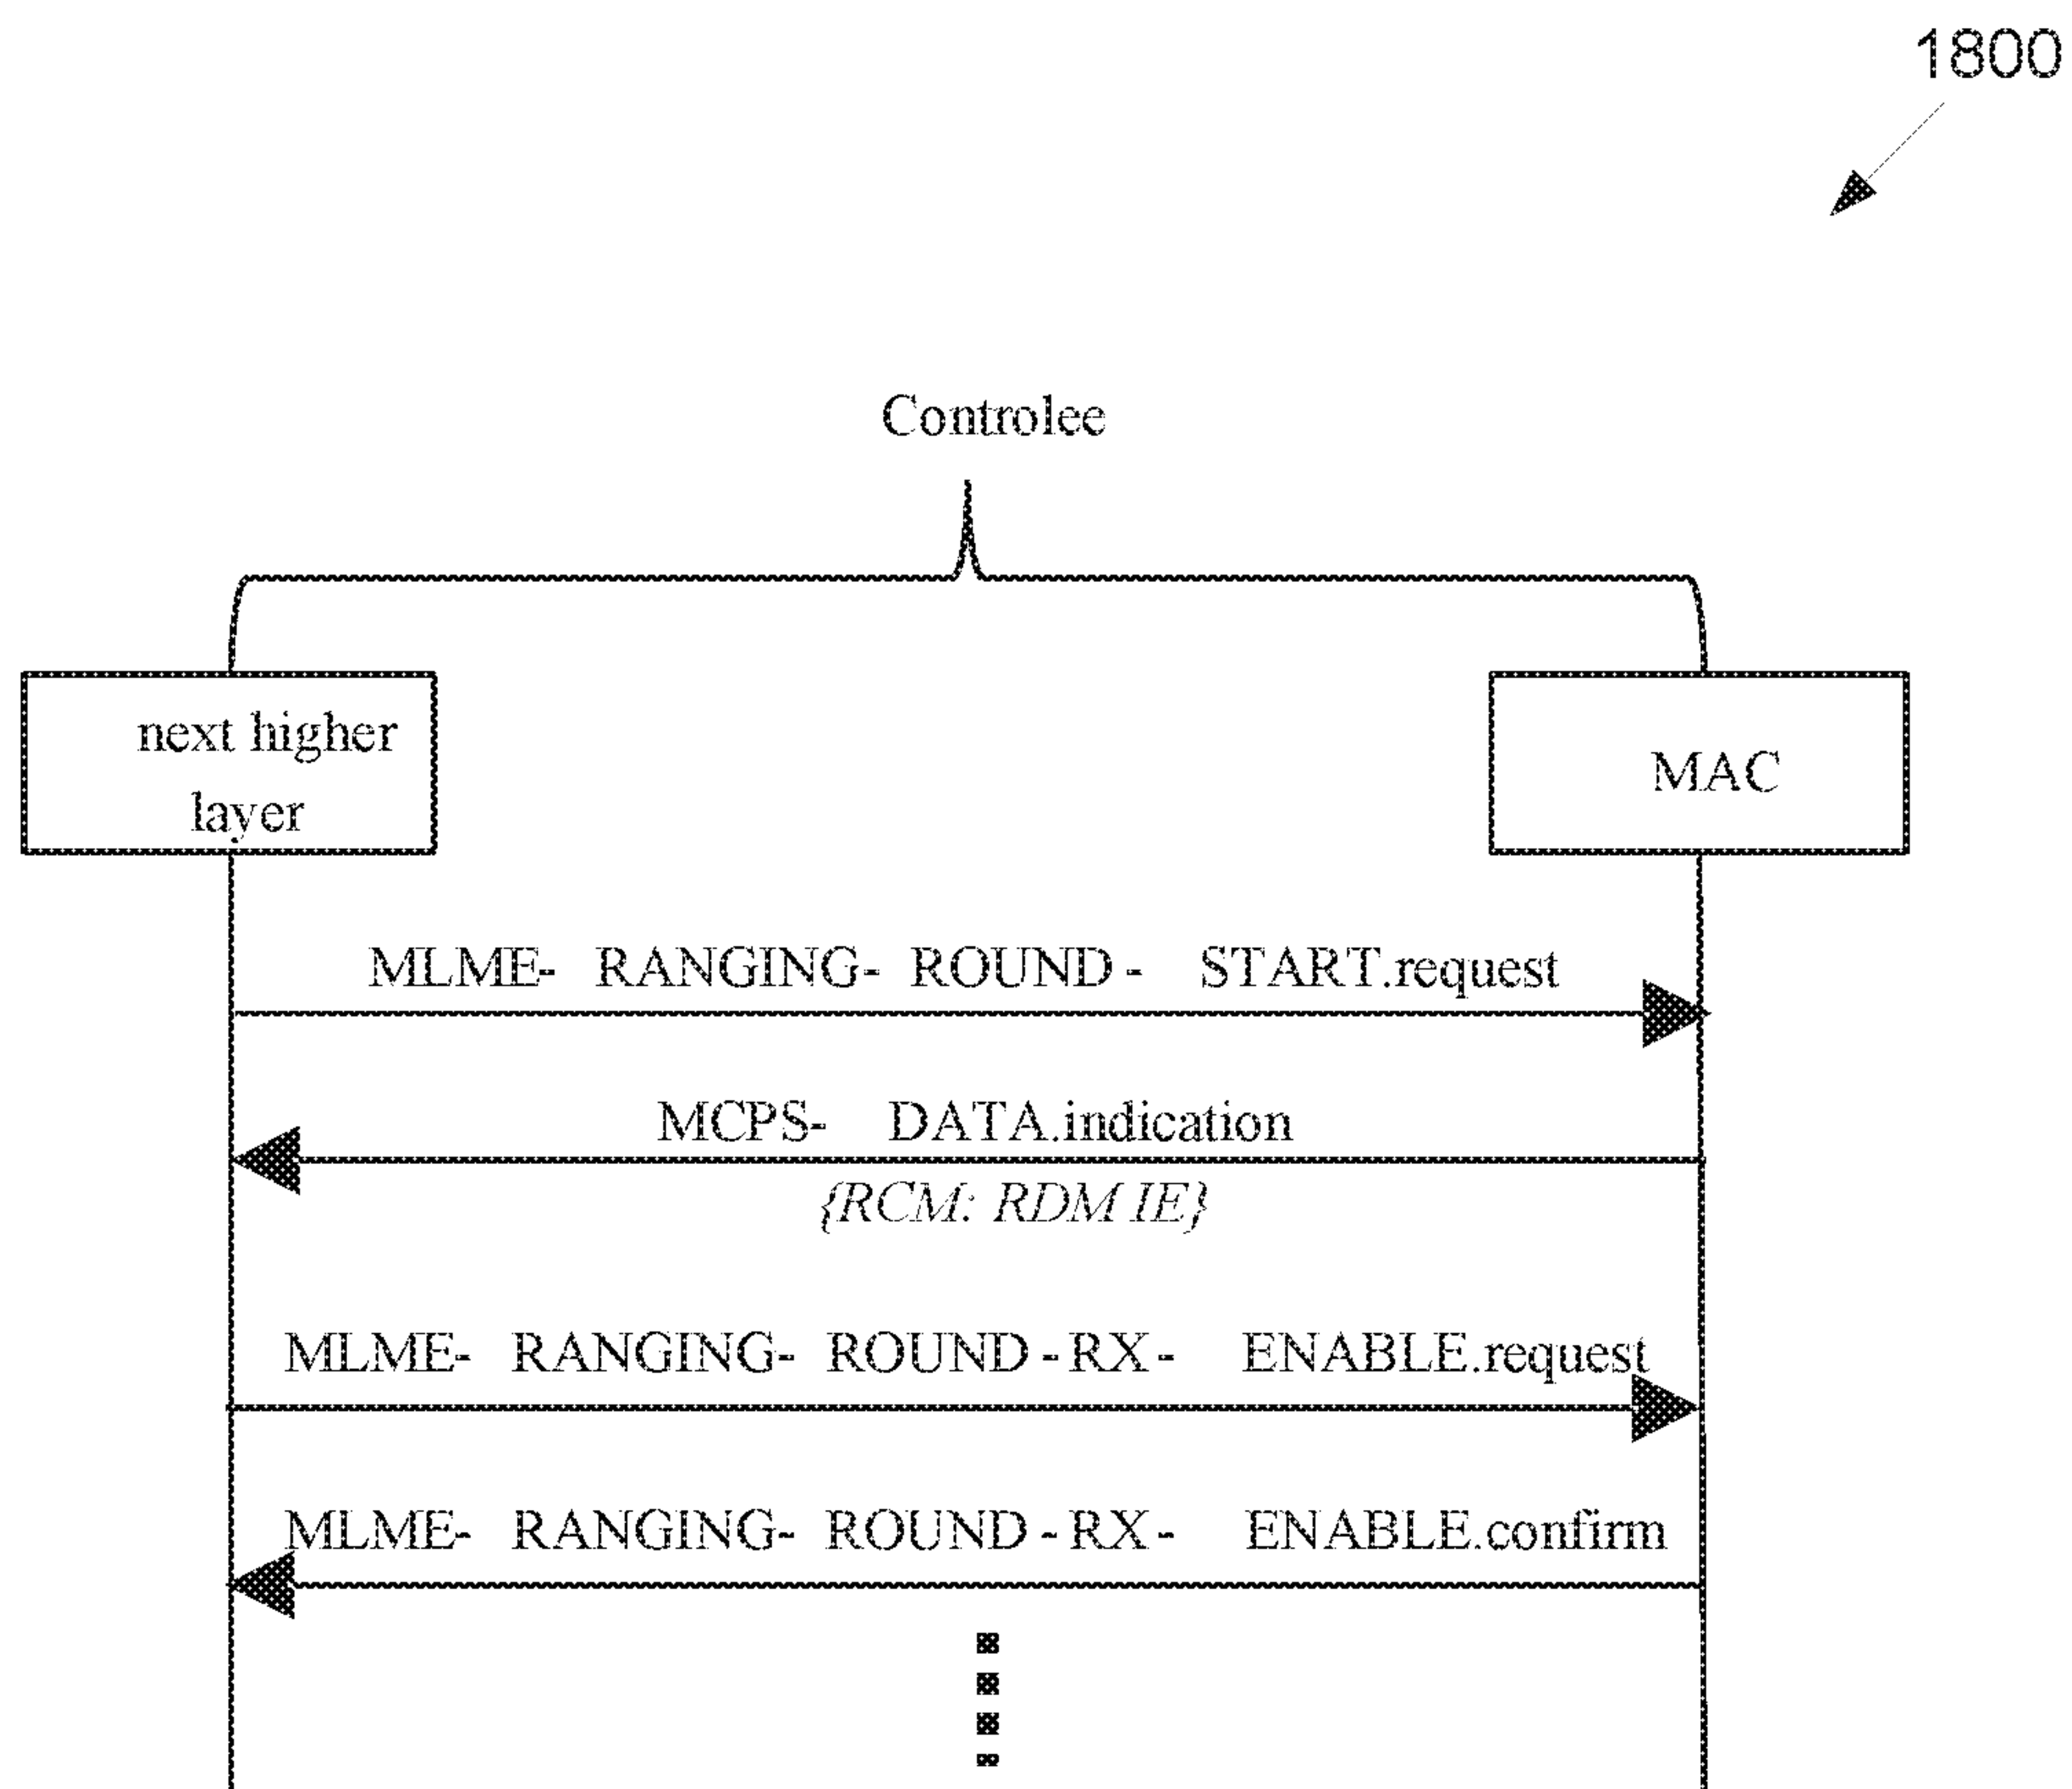 1800
Controlee
next higher
layer
MAC
MLME- RANGING- ROUND - START.request
MCPS- DATA.indication
{RCM: RDM IE}
MLME- RANGING- ROUND - RX - ENABLE.request
MLME- RANGING- ROUND - RX - ENABLE.confirm